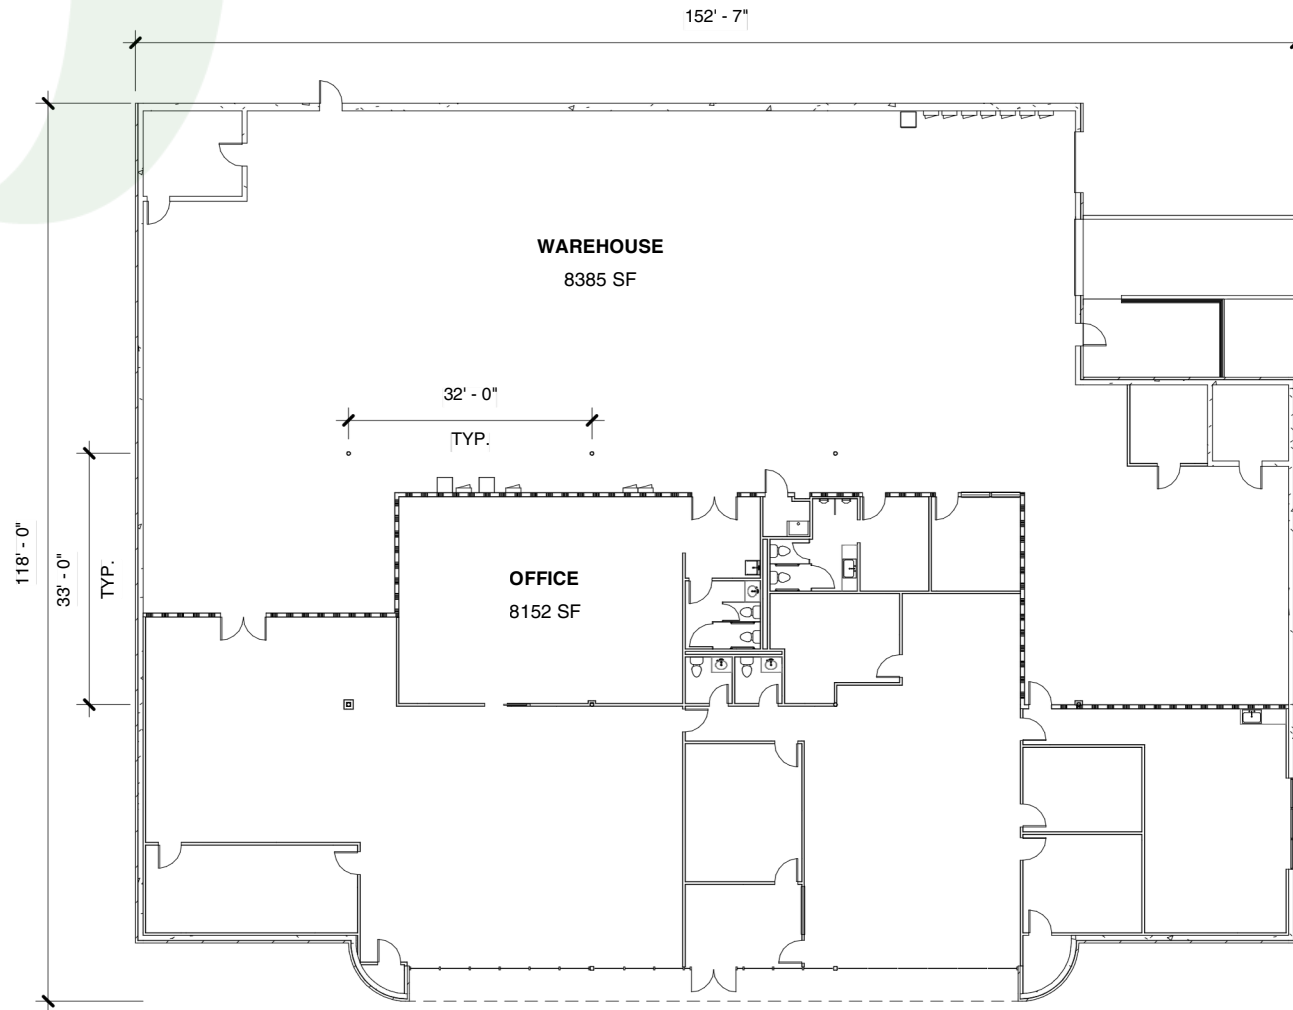 152' - 7"
WAREHOUSE
8385 SF
32' - 0"
TYP.
118' - 0"
33' - 0"
TYP.
OFFICE
8152 SF